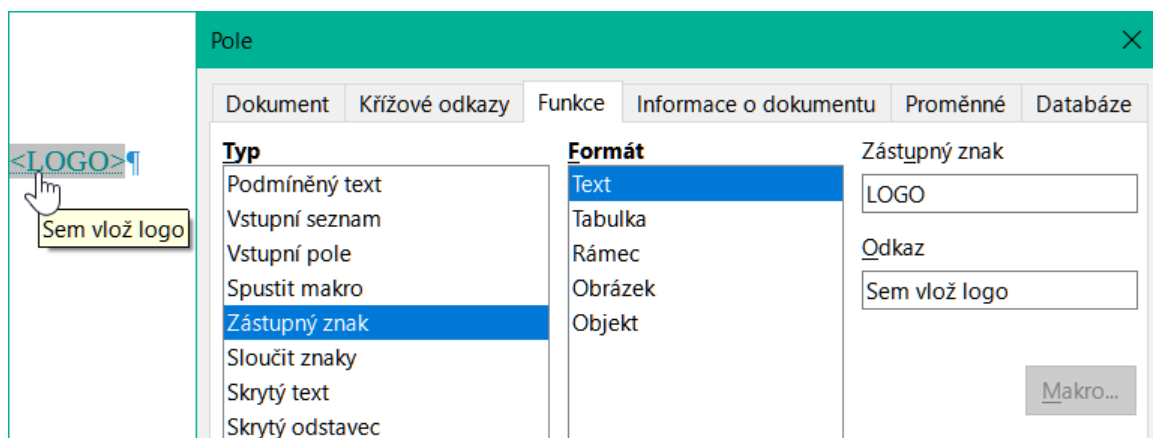 Pole
Dokument Křížové odkazy Funkce Informace o dokumentu Proměnné Databáze
<LOGO>¶
Sem vlož logo
Typ
Podmíněný text
Vstupní seznam
Vstupní pole
Spustit makro
Zástupný znak
Sloučit znaky
Skrytý text
Skrytý odstavec
Formát
Text
Tabulka
Rámec
Obrázek
Objekt
Zástupný znak
LOGO
Odkaz
Sem vlož logo
Makro...